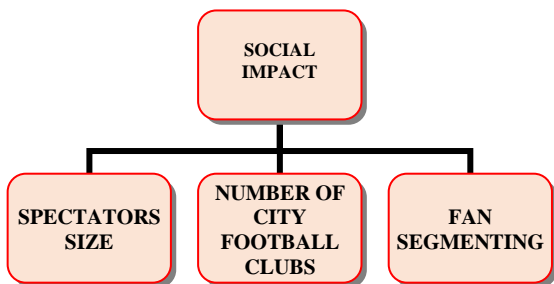 SOCIAL
IMPACT
SPECTATORS
SIZE
NUMBER OF
CITY
FOOTBALL
CLUBS
FAN
SEGMENTING